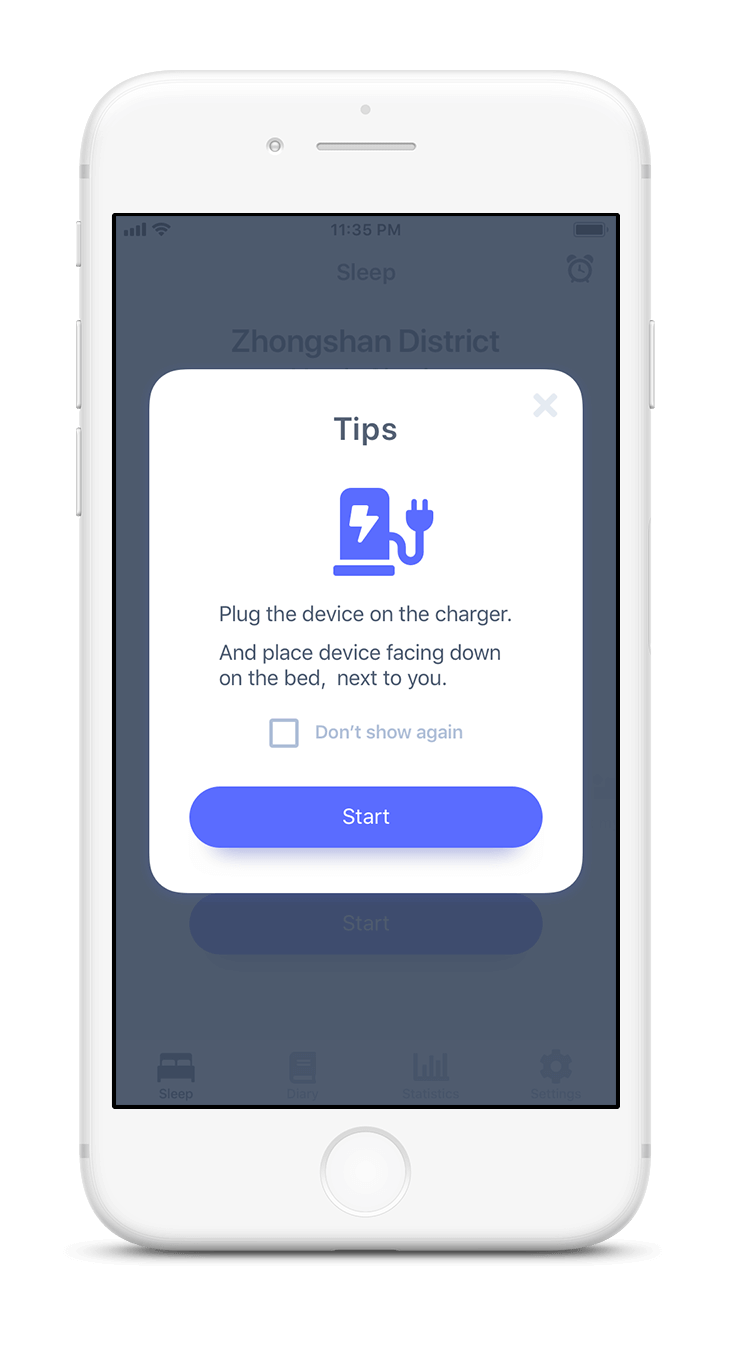 11:35 PM
Sleep
Zhongshan District
Tips
Plug the device on the charger.
And place device facing down
on the bed, next to you.
Don't show again
Start
Start
Sleep
Diary
Statistics
Settings